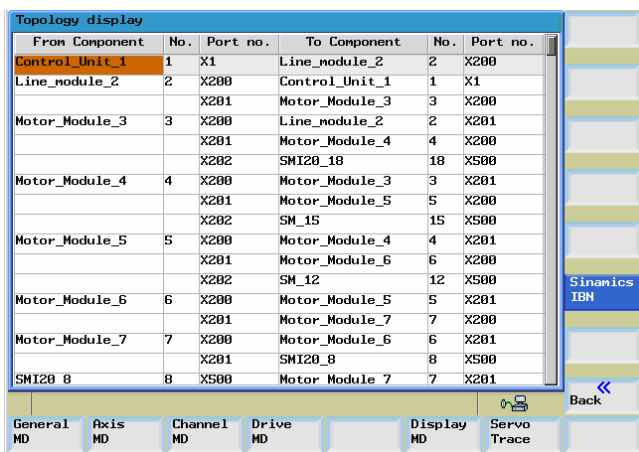 Topology display
From Component No. Port no. To Component No. Port no.
Control_Unit_1 1 X1 Line_module_2 2 X200
Line_module_2 2 X200 Control_Unit_1 1 X1
X201 Motor_Module_3 3 X200
Motor_Module_3 3 X200 Line_module_2 2 X201
X201 Motor_Module_4 4 X200
X202 SMI20_18 18 X500
Motor_Module_4 4 X200 Motor_Module_3 3 X201
X201 Motor_Module_5 5 X200
X202 SM_15 15 X500
Motor_Module_5 5 X200 Motor_Module_4 4 X201
X201 Motor_Module_6 6 X200
X202 SM_12 12 X500
Motor_Module_6 6 X200 Motor_Module_5 5 X201
X201 Motor_Module_7 7 X200
Motor_Module_7 7 X200 Motor_Module_6 6 X201
X201 SMI20_8 8 X500
SMI20_8 8 X500 Motor_Module_7 7 X201
Sinamics
IBN
«
Back
General MD
Axis MD
Channel MD
Drive MD
Display MD
Servo Trace